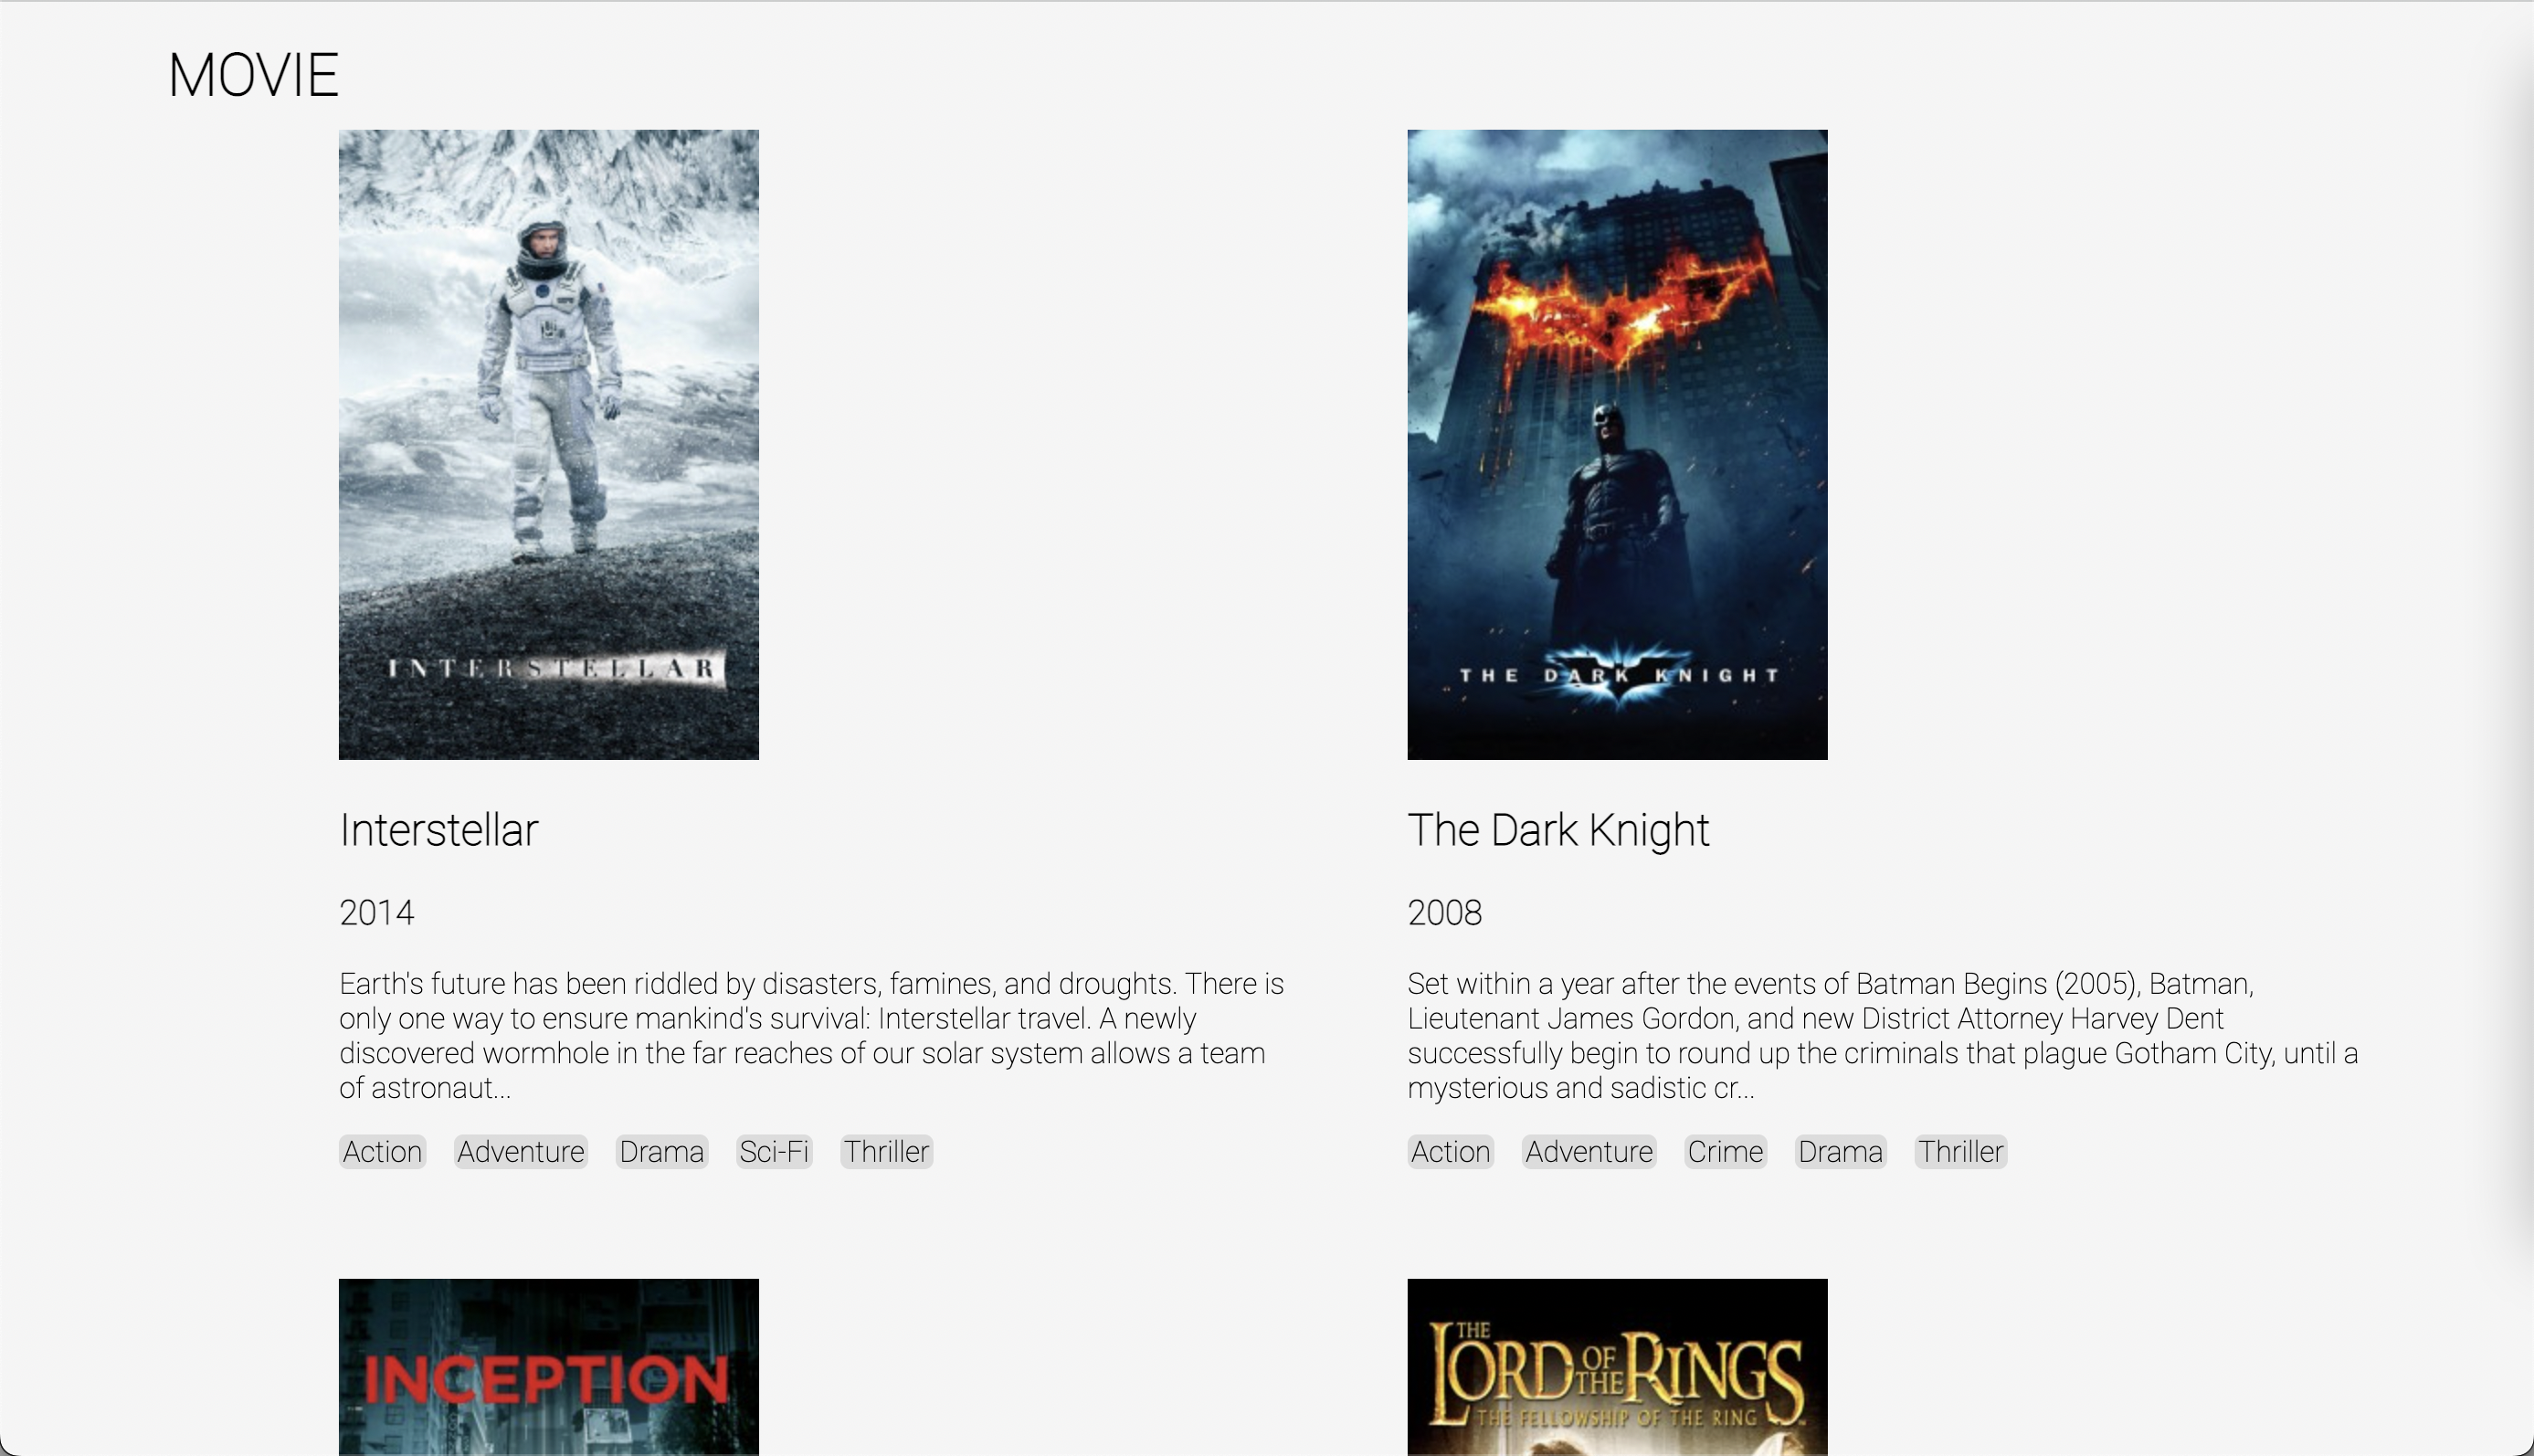 MOVIE
INTERSTELLAR
Interstellar
2014
Earth's future has been riddled by disasters, famines, and droughts. There is
only one way to ensure mankind's survival: Interstellar travel. A newly
discovered wormhole in the far reaches of our solar system allows a team
of astronaut...
Action Adventure Drama Sci-Fi Thriller
THE DARK KNIGHT
The Dark Knight
2008
Set within a year after the events of Batman Begins (2005), Batman,
Lieutenant James Gordon, and new District Attorney Harvey Dent
successfully begin to round up the criminals that plague Gotham City, until a
mysterious and sadistic cr...
Action Adventure Crime Drama Thriller
INCEPTION
THE
LORD OF THE RINGS
THE FELLOWSHIP OF THE RING